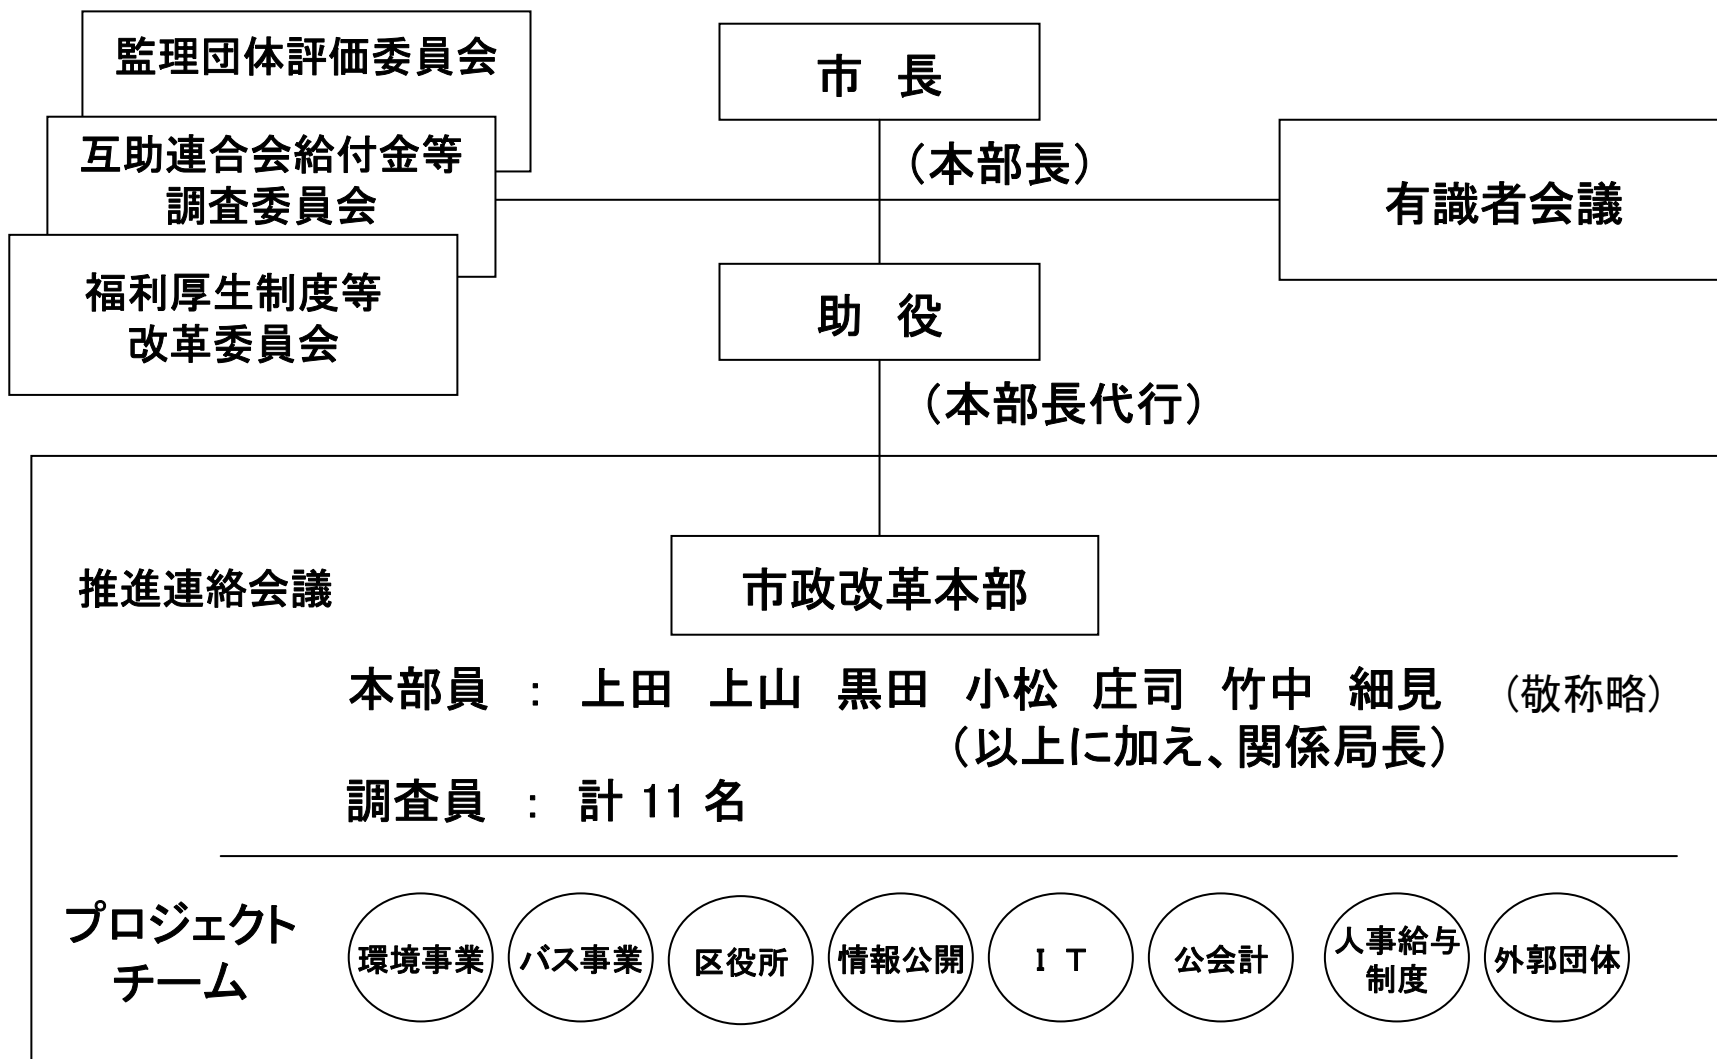 監理団体評価委員会
互助連合会給付金等
調査委員会
福利厚生制度等
改革委員会
市　長
（本部長）
有識者会議
助　役
（本部長代行）
推進連絡会議
市政改革本部
本部員　：　上田　上山　黒田　小松　庄司　竹中　細見　（敬称略）
（以上に加え、関係局長）
調査員　：　計 11 名
プロジェクト
チーム
環境事業
バス事業
区役所
情報公開
Ｉ Ｔ
公会計
人事給与
制度
外郭団体